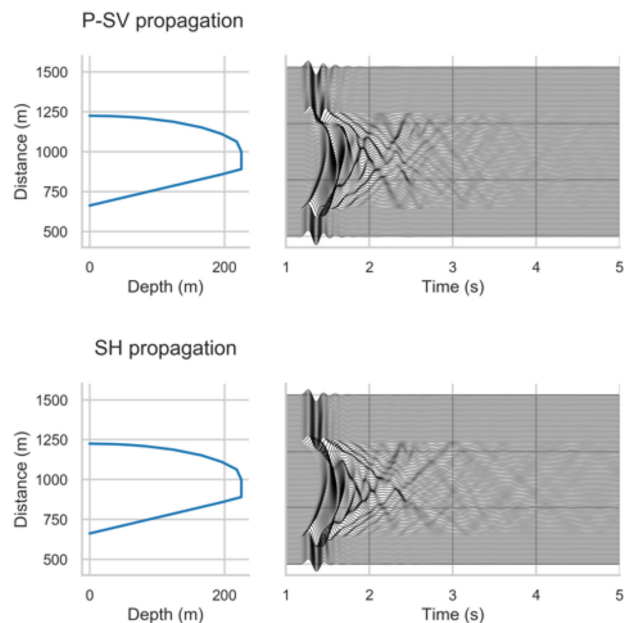 P-SV propagation
1500
1250
1000
750
500
Distance (m)
0 200
Depth (m)
1 2 3 4 5
Time (s)
SH propagation
1500
1250
1000
750
500
Distance (m)
0 200
Depth (m)
1 2 3 4 5
Time (s)